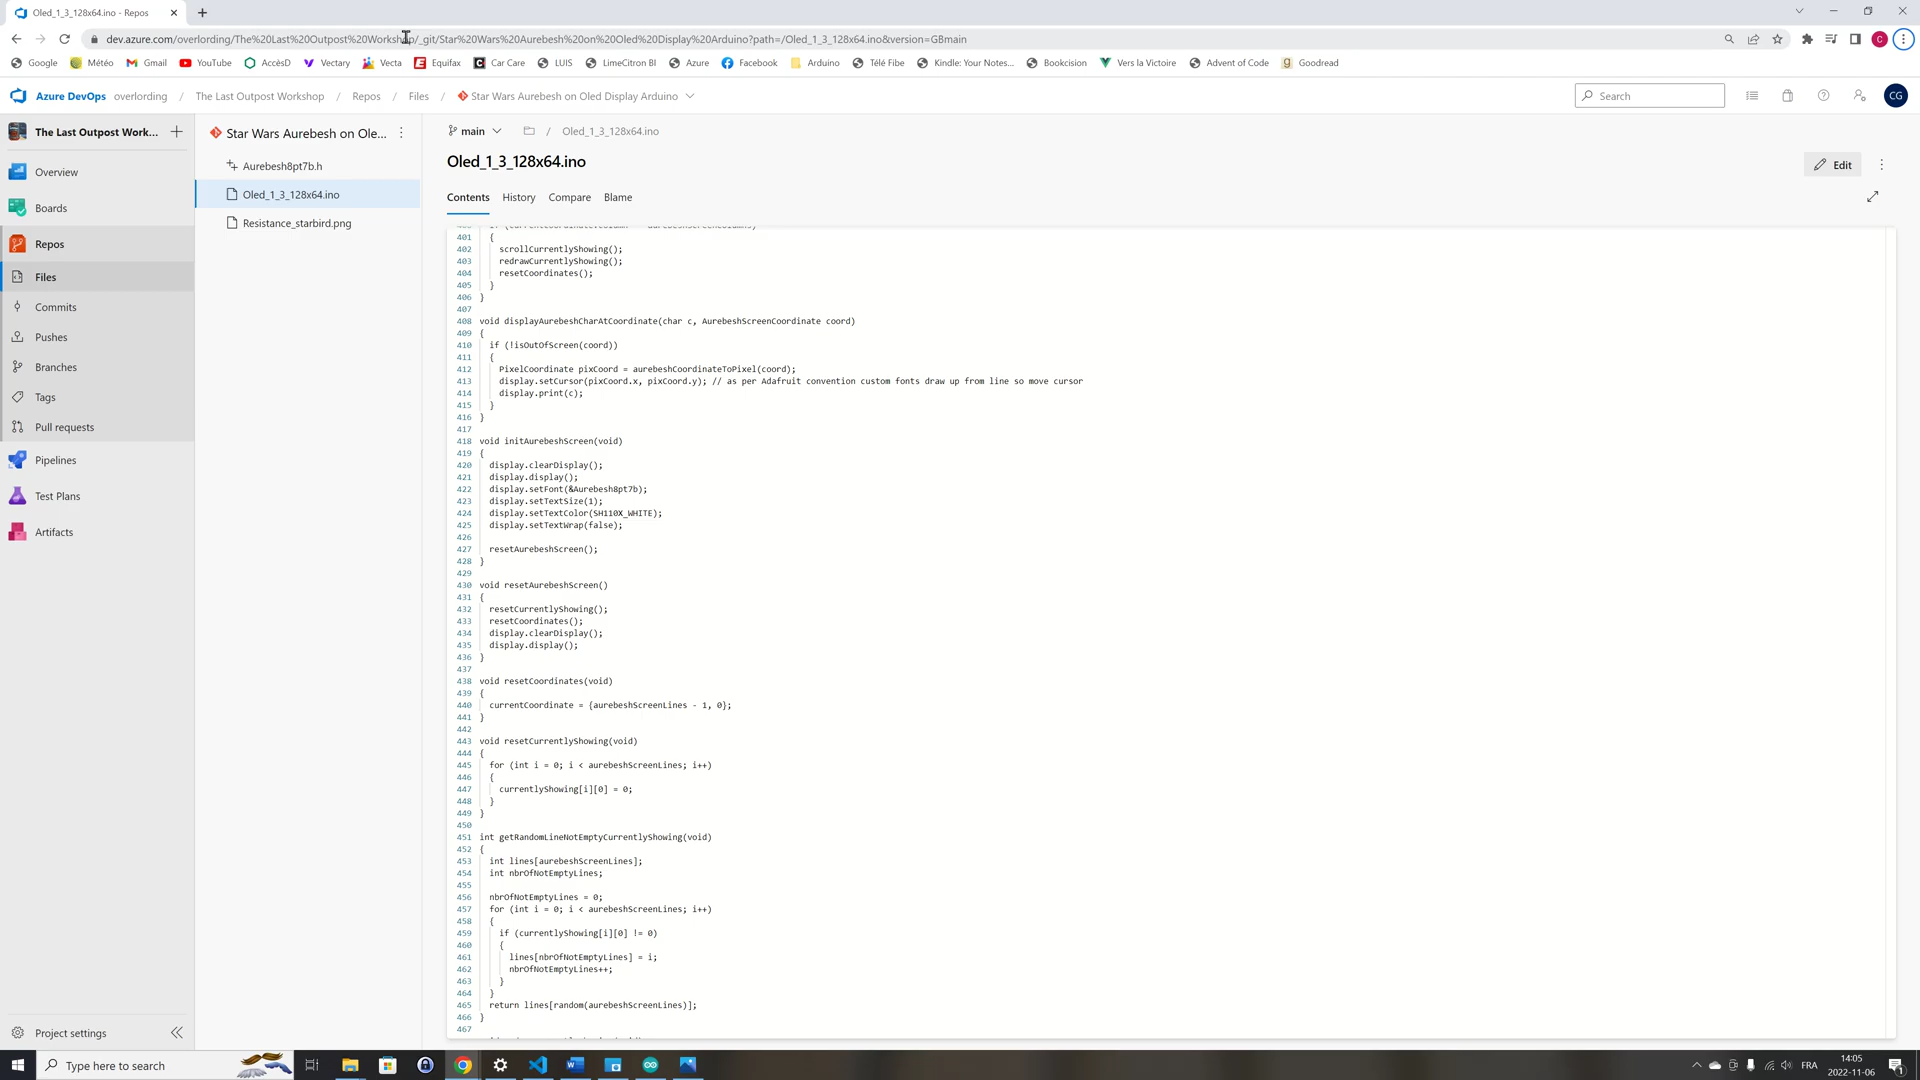 Oled_1_3_128x64.ino - Repos
dev.azure.com/overlording/The%20Last%20Outpost%20Workshop/_git/Star%20Wars%20Aurebesh%20on%20Oled%20Display%20Arduino?path=/Oled_1_3_128x64.ino&version=GBmain
Google Météo Gmail YouTube AccèsD Vectary Vecta Equifax Car Care LUIS LimeCitron BI Azure Facebook Arduino Télé Fibe Kindle: Your Notes... Bookcision Vers la Victoire Advent of Code Goodread
Azure DevOps overlording / The Last Outpost Workshop / Repos / Files / Star Wars Aurebesh on Oled Display Arduino
Search
CG
The Last Outpost Work...
Overview
Boards
Repos
Files
Commits
Pushes
Branches
Tags
Pull requests
Pipelines
Test Plans
Artifacts
Project settings
Star Wars Aurebesh on Ole...
Aurebesh8pt7b.h
Oled_1_3_128x64.ino
Resistance_starbird.png
main / Oled_1_3_128x64.ino
Oled_1_3_128x64.ino
Edit
Contents History Compare Blame
401 {
402 scrollCurrentlyShowing();
403 redrawCurrentlyShowing();
404 resetCoordinates();
405 }
406 }
407
408 void displayAurebeshCharAtCoordinate(char c, AurebeshScreenCoordinate coord)
409 {
410 if (!isOutOfScreen(coord))
411 {
412 PixelCoordinate pixCoord = aurebeshCoordinateToPixel(coord);
413 display.setCursor(pixCoord.x, pixCoord.y); // as per Adafruit convention custom fonts draw up from line so move cursor
414 display.print(c);
415 }
416 }
417
418 void initAurebeshScreen(void)
419 {
420 display.clearDisplay();
421 display.display();
422 display.setFont(&Aurebesh8pt7b);
423 display.setTextSize(1);
424 display.setTextColor(SH110X_WHITE);
425 display.setTextWrap(false);
426
427 resetAurebeshScreen();
428 }
429
430 void resetAurebeshScreen()
431 {
432 resetCurrentlyShowing();
433 resetCoordinates();
434 display.clearDisplay();
435 display.display();
436 }
437
438 void resetCoordinates(void)
439 {
440 currentCoordinate = {aurebeshScreenLines - 1, 0};
441 }
442
443 void resetCurrentlyShowing(void)
444 {
445 for (int i = 0; i < aurebeshScreenLines; i++)
446 {
447 currentlyShowing[i][0] = 0;
448 }
449 }
450
451 int getRandomLineNotEmptyCurrentlyShowing(void)
452 {
453 int lines[aurebeshScreenLines];
454 int nbrOfNotEmptyLines;
455
456 nbrOfNotEmptyLines = 0;
457 for (int i = 0; i < aurebeshScreenLines; i++)
458 {
459 if (currentlyShowing[i][0] != 0)
460 {
461 lines[nbrOfNotEmptyLines] = i;
462 nbrOfNotEmptyLines++;
463 }
464 }
465 return lines[random(aurebeshScreenLines)];
466 }
467
Type here to search
FRA
14:05
2022-11-06